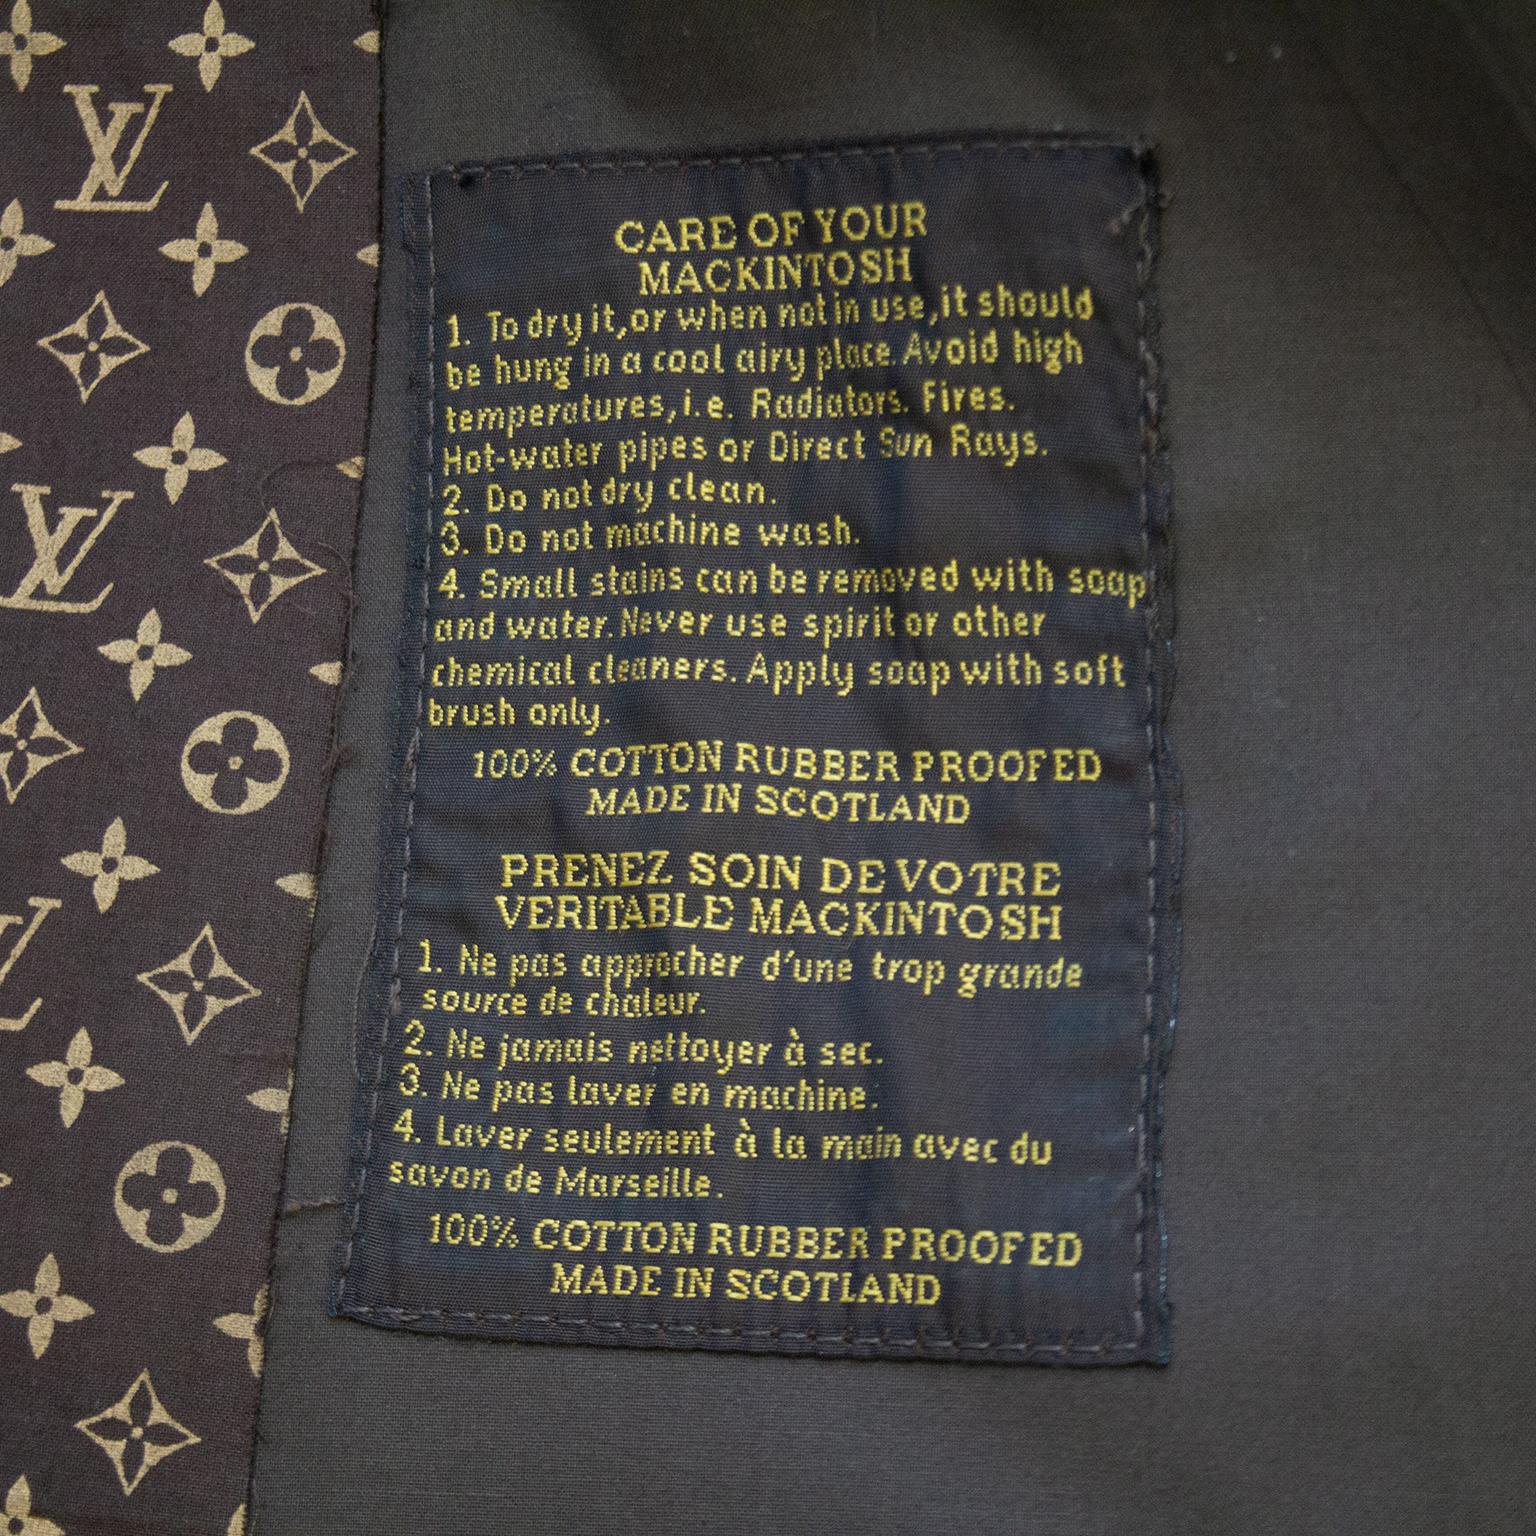 CARE OF YOUR
MACKINTOSH
1. To dry it, or when not in use, it should
be hung in a cool airy place. Avoid high
temperatures, i.e. Radiators. Fires.
Hot-water pipes or Direct Sun Rays.
2. Do not dry clean.
3. Do not machine wash.
4. Small stains can be removed with soap
and water. Never use spirit or other
chemical cleaners. Apply soap with soft
brush only.
100% COTTON RUBBER PROOFED
MADE IN SCOTLAND
PRENEZ SOIN DE VOTRE
VERITABLE MACKINTOSH
1. Ne pas approcher d'une trop grande
source de chaleur.
2. Ne jamais nettoyer à sec.
3. Ne pas laver en machine.
4. Laver seulement à la main avec du
savon de Marseille.
100% COTTON RUBBER PROOFED
MADE IN SCOTLAND
LV
LV
LV